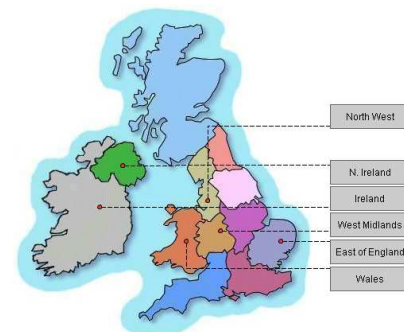 North West
N. Ireland
Ireland
West Midlands
East of England
Wales